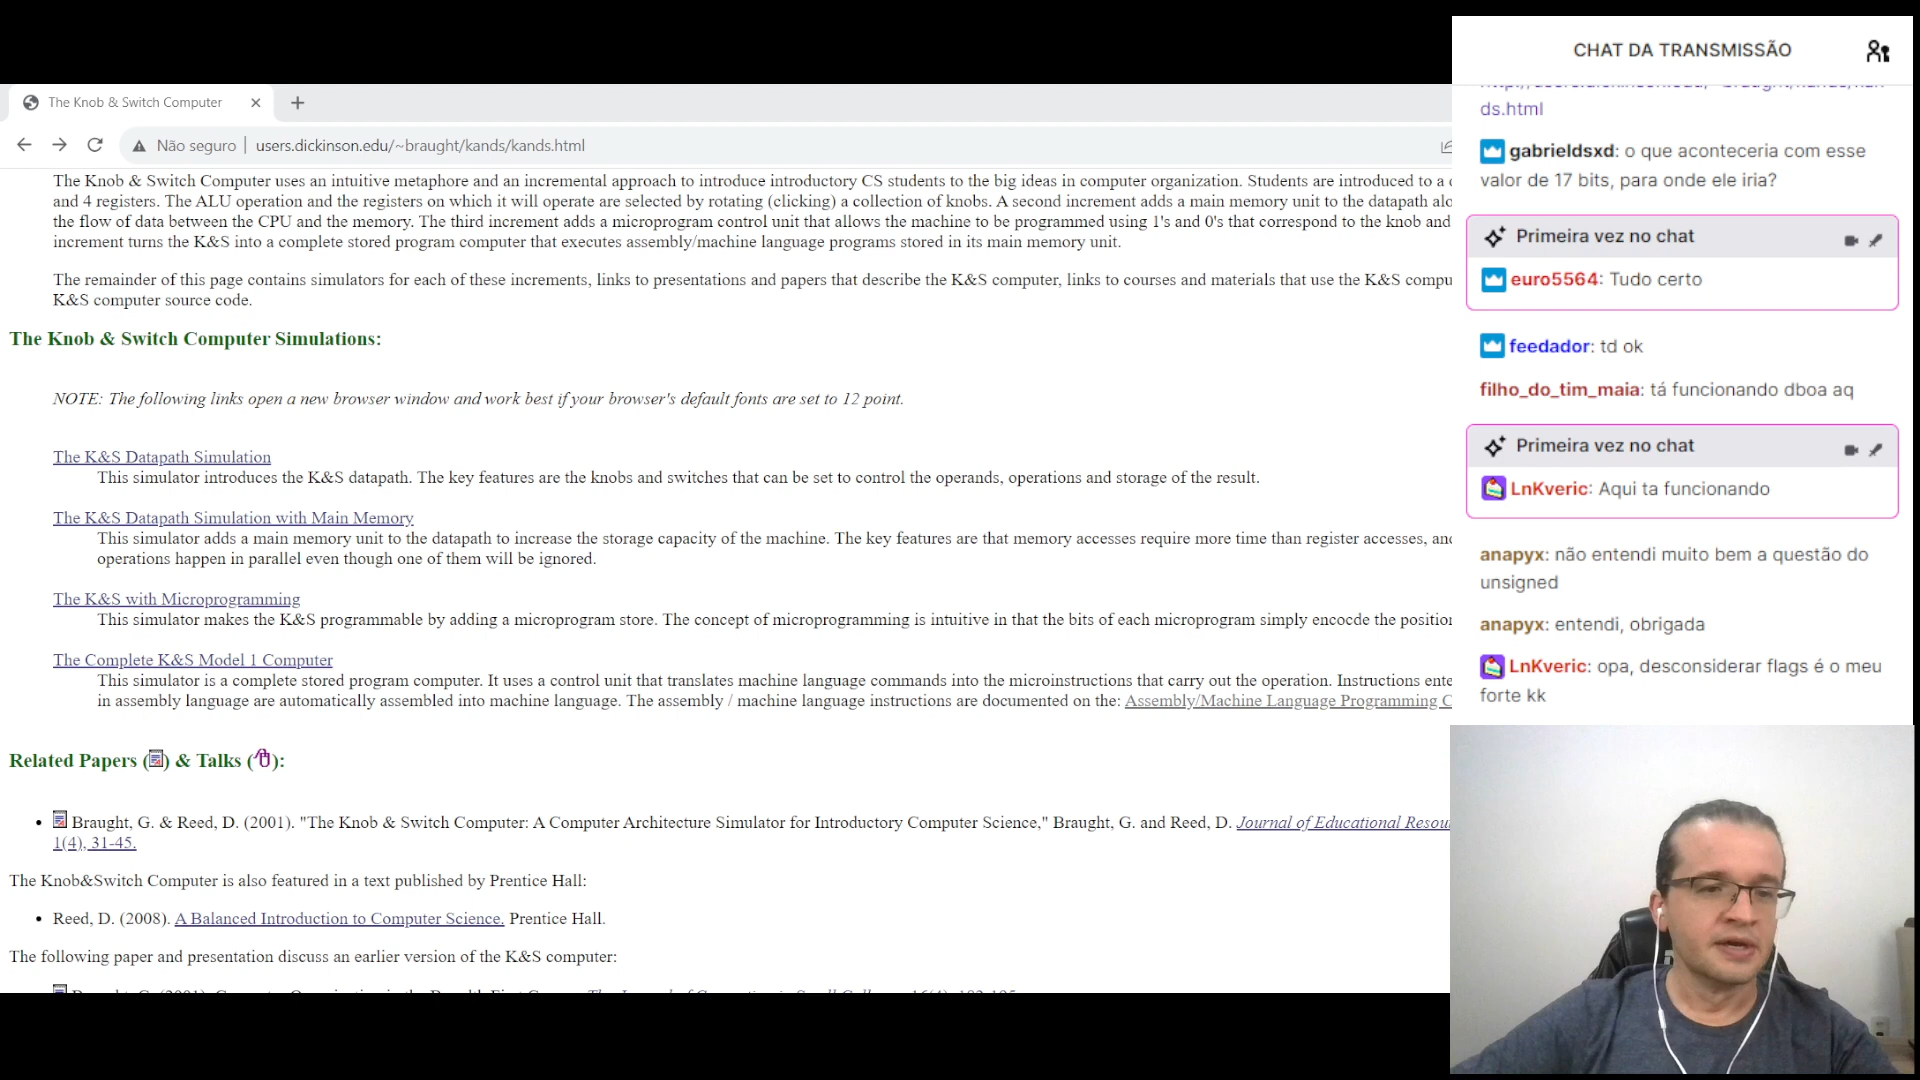 CHAT DA TRANSMISSÃO
The Knob & Switch Computer
Não seguro
users.dickinson.edu/~braught/kands/kands.html
The Knob & Switch Computer uses an intuitive metaphore and an incremental approach to introduce introductory CS students to the big ideas in computer organization. Students are introduced to a
and 4 registers. The ALU operation and the registers on which it will operate are selected by rotating (clicking) a collection of knobs. A second increment adds a main memory unit to the datapath
the flow of data between the CPU and the memory. The third increment adds a microprogram control unit that allows the machine to be programmed using 1's and 0's that correspond to the knob and
increment turns the K&S into a complete stored program computer that executes assembly/machine language programs stored in its main memory unit.
The remainder of this page contains simulators for each of these increments, links to presentations and papers that describe the K&S computer, links to courses and materials that use the K&S
K&S computer source code.
The Knob & Switch Computer Simulations:
NOTE: The following links open a new browser window and work best if your browser's default fonts are set to 12 point.
The K&S Datapath Simulation
This simulator introduces the K&S datapath. The key features are the knobs and switches that can be set to control the operands, operations and storage of the result.
The K&S Datapath Simulation with Main Memory
This simulator adds a main memory unit to the datapath to increase the storage capacity of the machine. The key features are that memory accesses require more time than register accesses,
operations happen in parallel even though one of them will be ignored.
The K&S with Microprogramming
This simulator makes the K&S programmable by adding a microprogram store. The concept of microprogramming is intuitive in that the bits of each microprogram simply encocde the
The Complete K&S Model 1 Computer
This simulator is a complete stored program computer. It uses a control unit that translates machine language commands into the microinstructions that carry out the operation. Instructions
in assembly language are automatically assembled into machine language. The assembly / machine language instructions are documented on the: Assembly/Machine Language Programming
Related Papers () & Talks ():
• Braught, G. & Reed, D. (2001). "The Knob & Switch Computer: A Computer Architecture Simulator for Introductory Computer Science," Braught, G. and Reed, D. Journal of Educational
1(4), 31-45.
The Knob&Switch Computer is also featured in a text published by Prentice Hall:
• Reed, D. (2008). A Balanced Introduction to Computer Science. Prentice Hall.
The following paper and presentation discuss an earlier version of the K&S computer:
ds.html
gabrieldsxd: o que aconteceria com esse
valor de 17 bits, para onde ele iria?
Primeira vez no chat
euro5564: Tudo certo
feedador: td ok
filho_do_tim_maia: tá funcionando dboa aq
Primeira vez no chat
LnKveric: Aqui ta funcionando
anapyx: não entendi muito bem a questão do
unsigned
anapyx: entendi, obrigada
LnKveric: opa, desconsiderar flags é o meu
forte kk